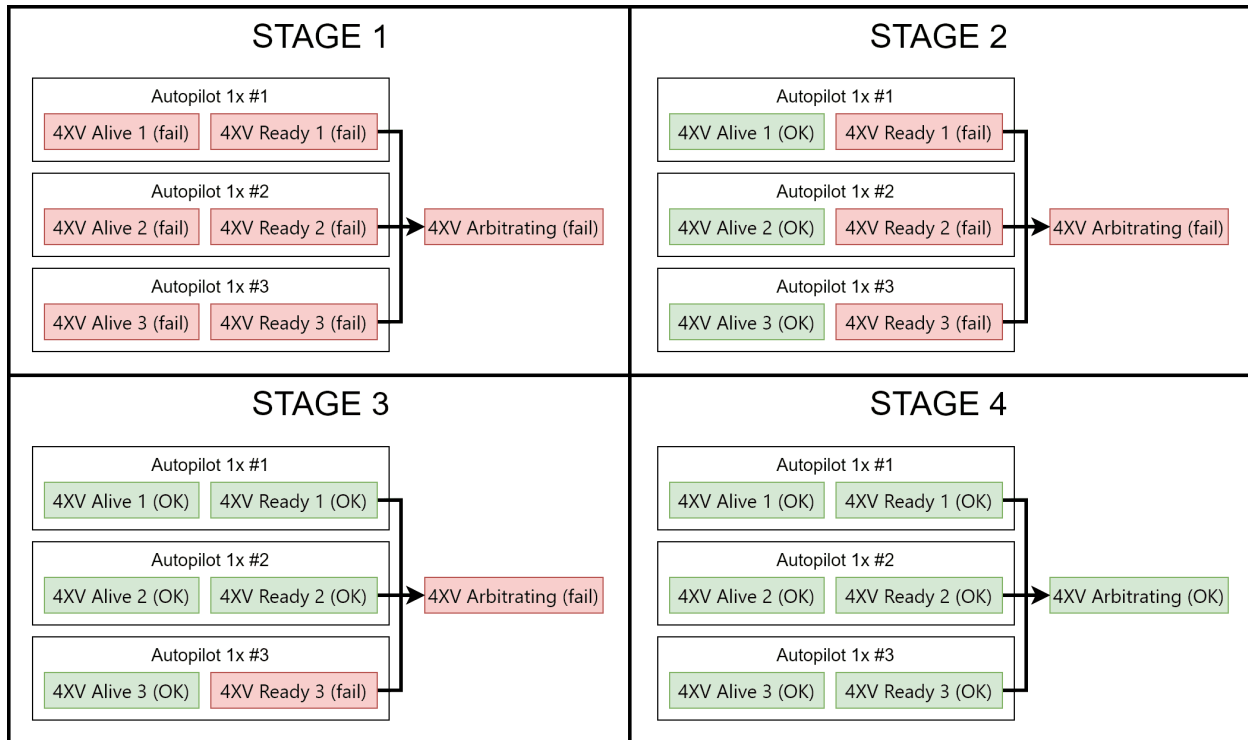 STAGE 1
Autopilot 1x #1
4XV Alive 1 (fail)
4XV Ready 1 (fail)
Autopilot 1x #2
4XV Alive 2 (fail)
4XV Ready 2 (fail)
4XV Arbitrating (fail)
Autopilot 1x #3
4XV Alive 3 (fail)
4XV Ready 3 (fail)
STAGE 2
Autopilot 1x #1
4XV Alive 1 (OK)
4XV Ready 1 (fail)
Autopilot 1x #2
4XV Alive 2 (OK)
4XV Ready 2 (fail)
4XV Arbitrating (fail)
Autopilot 1x #3
4XV Alive 3 (OK)
4XV Ready 3 (fail)
STAGE 3
Autopilot 1x #1
4XV Alive 1 (OK)
4XV Ready 1 (OK)
Autopilot 1x #2
4XV Alive 2 (OK)
4XV Ready 2 (OK)
4XV Arbitrating (fail)
Autopilot 1x #3
4XV Alive 3 (OK)
4XV Ready 3 (fail)
STAGE 4
Autopilot 1x #1
4XV Alive 1 (OK)
4XV Ready 1 (OK)
Autopilot 1x #2
4XV Alive 2 (OK)
4XV Ready 2 (OK)
4XV Arbitrating (OK)
Autopilot 1x #3
4XV Alive 3 (OK)
4XV Ready 3 (OK)